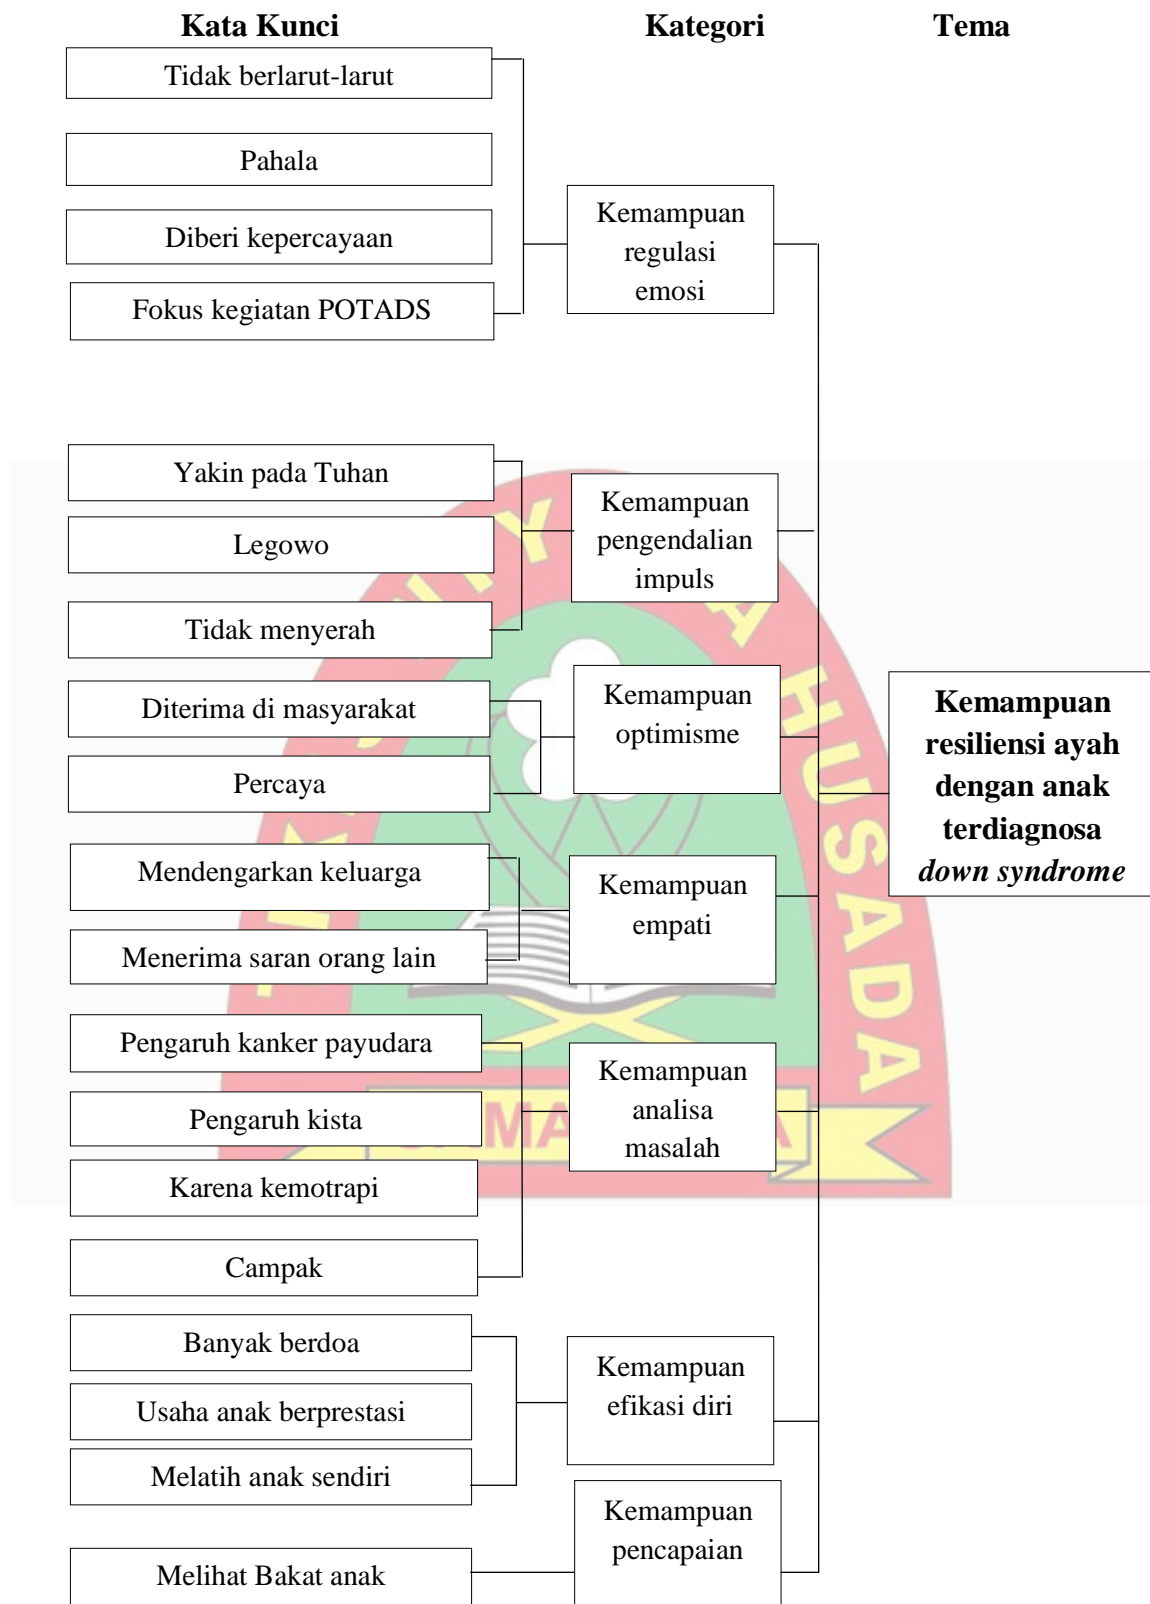 Kata Kunci Kategori Tema
Tidak berlarut-larut
Pahala
Diberi kepercayaan
Fokus kegiatan POTADS
Kemampuan
regulasi
emosi
Yakin pada Tuhan
Legowo
Tidak menyerah
Kemampuan
pengendalian
impuls
Diterima di masyarakat
Percaya
Kemampuan
optimisme
Kemampuan
resiliensi ayah
dengan anak
terdiagnosa
down syndrome
Mendengarkan keluarga
Menerima saran orang lain
Kemampuan
empati
Pengaruh kanker payudara
Pengaruh kista
Karena kemotrapi
Campak
Kemampuan
analisa
masalah
Banyak berdoa
Usaha anak berprestasi
Melatih anak sendiri
Kemampuan
efikasi diri
Melihat Bakat anak
Kemampuan
pencapaian
HUSADA